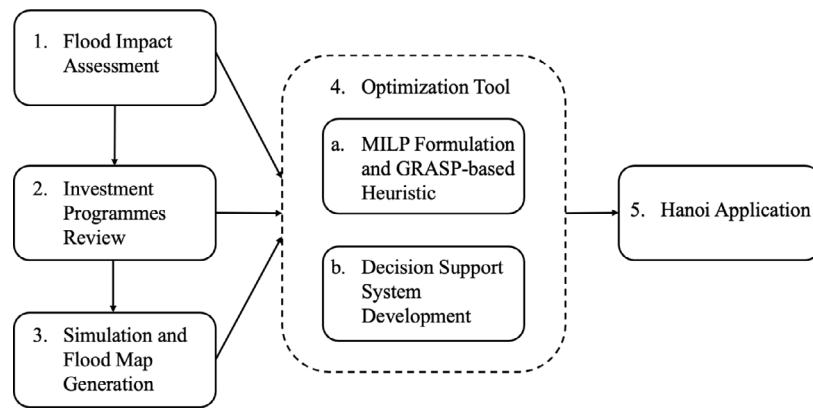 1. Flood Impact
Assessment
2. Investment
Programmes
Review
3. Simulation and
Flood Map
Generation
4. Optimization Tool
a. MILP Formulation
and GRASP-based
Heuristic
b. Decision Support
System
Development
5. Hanoi Application